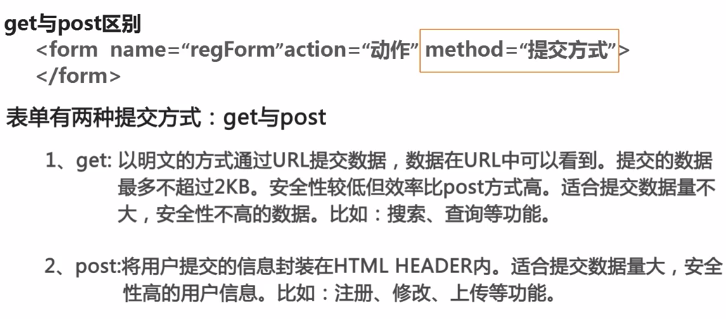 get与post区别
<form name=“regForm”action=“动作” method=“提交方式”>
</form>
表单有两种提交方式：get与post
1、get: 以明文的方式通过URL提交数据，数据在URL中可以看到。提交的数据
最多不超过2KB。安全性较低但效率比post方式高。适合提交数据量不
大，安全性不高的数据。比如：搜索、查询等功能。
2、post:将用户提交的信息封装在HTML HEADER内。适合提交数据量大，安全
性高的用户信息。比如：注册、修改、上传等功能。